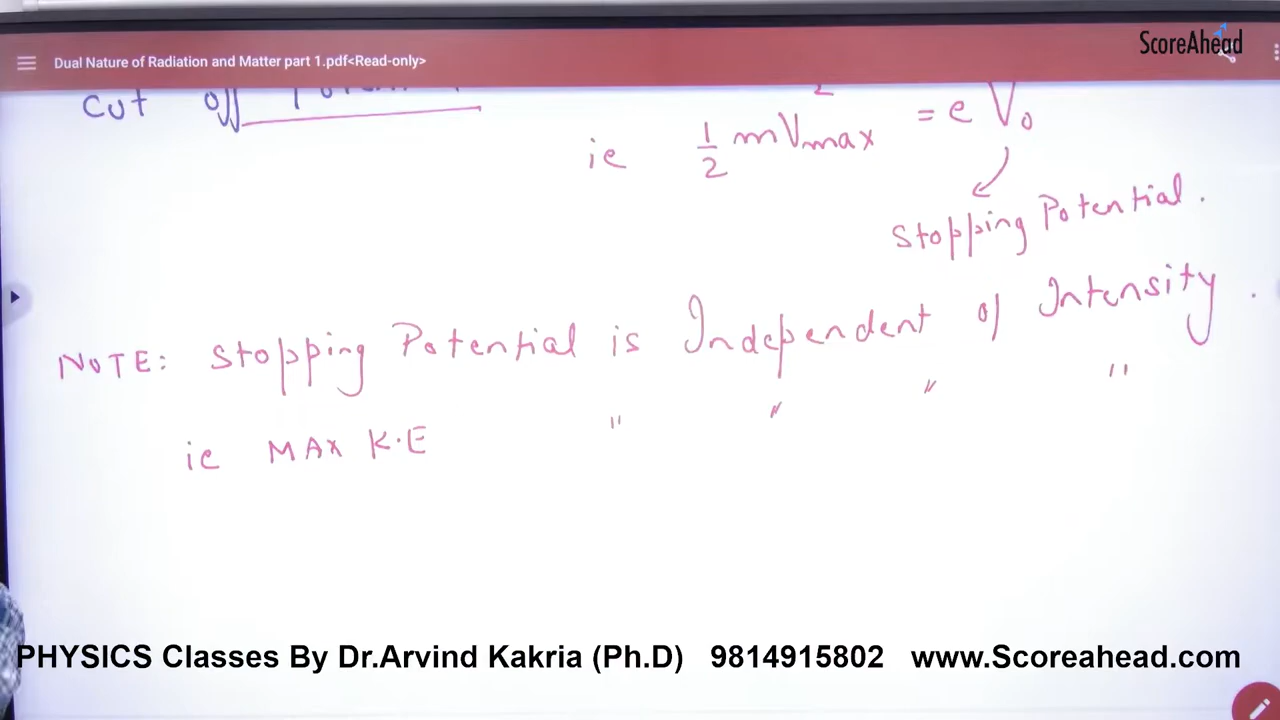 ScoreAhead
Dual Nature of Radiation and Matter part 1.pdf<Read-only>
cut off
ie 1/2 mVmax² = e V₀
Stopping Potential.
NOTE: Stopping Potential is Independent of Intensity.
ie MAX K.E " " " "
PHYSICS Classes By Dr.Arvind Kakria (Ph.D) 9814915802 www.Scoreahead.com